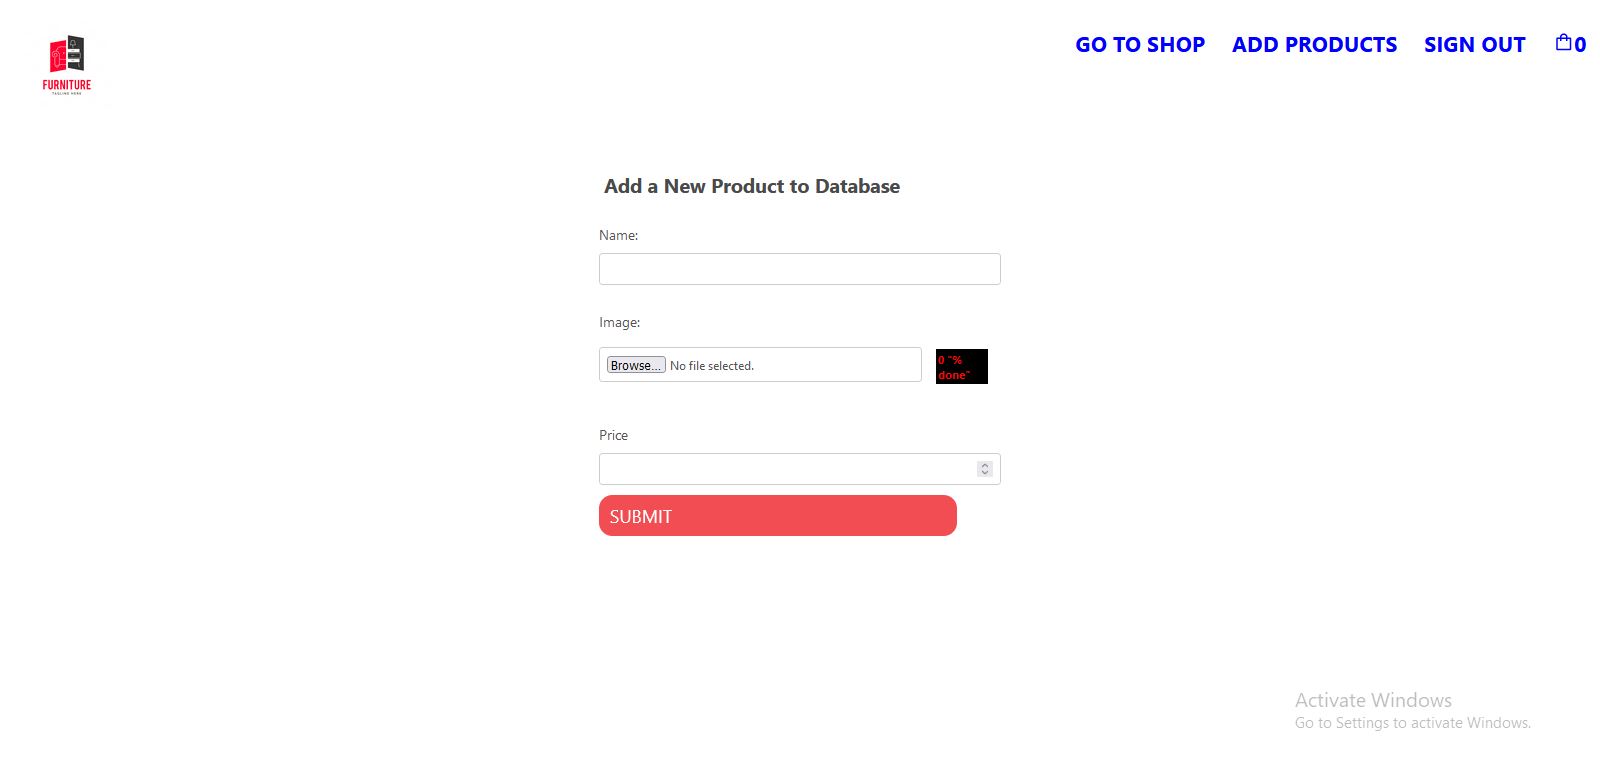 FURNITURE
TAGLINE HERE
GO TO SHOP ADD PRODUCTS SIGN OUT 0
Add a New Product to Database
Name:
Image:
Browse... No file selected.
0 "%
done"
Price
SUBMIT
Activate Windows
Go to Settings to activate Windows.